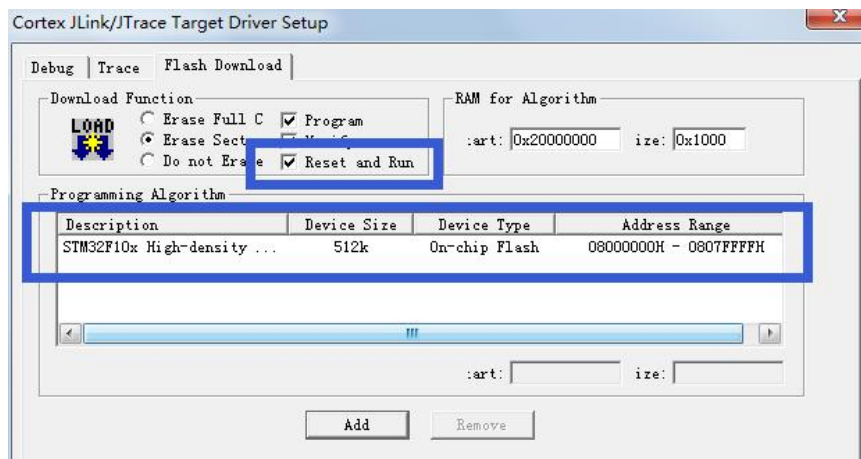 Cortex JLink/JTrace Target Driver Setup
Debug | Trace Flash Download
Download Function
LOAD
Erase Full C
Erase Sect
Do not Erase
Program
Reset and Run
RAM for Algorithm
:art: 0x20000000 ize: 0x1000
Programming Algorithm
Description Device Size Device Type Address Range
STM32F10x High-density ... 512k On-chip Flash 08000000H - 0807FFFFH
:art: ize:
Add Remove